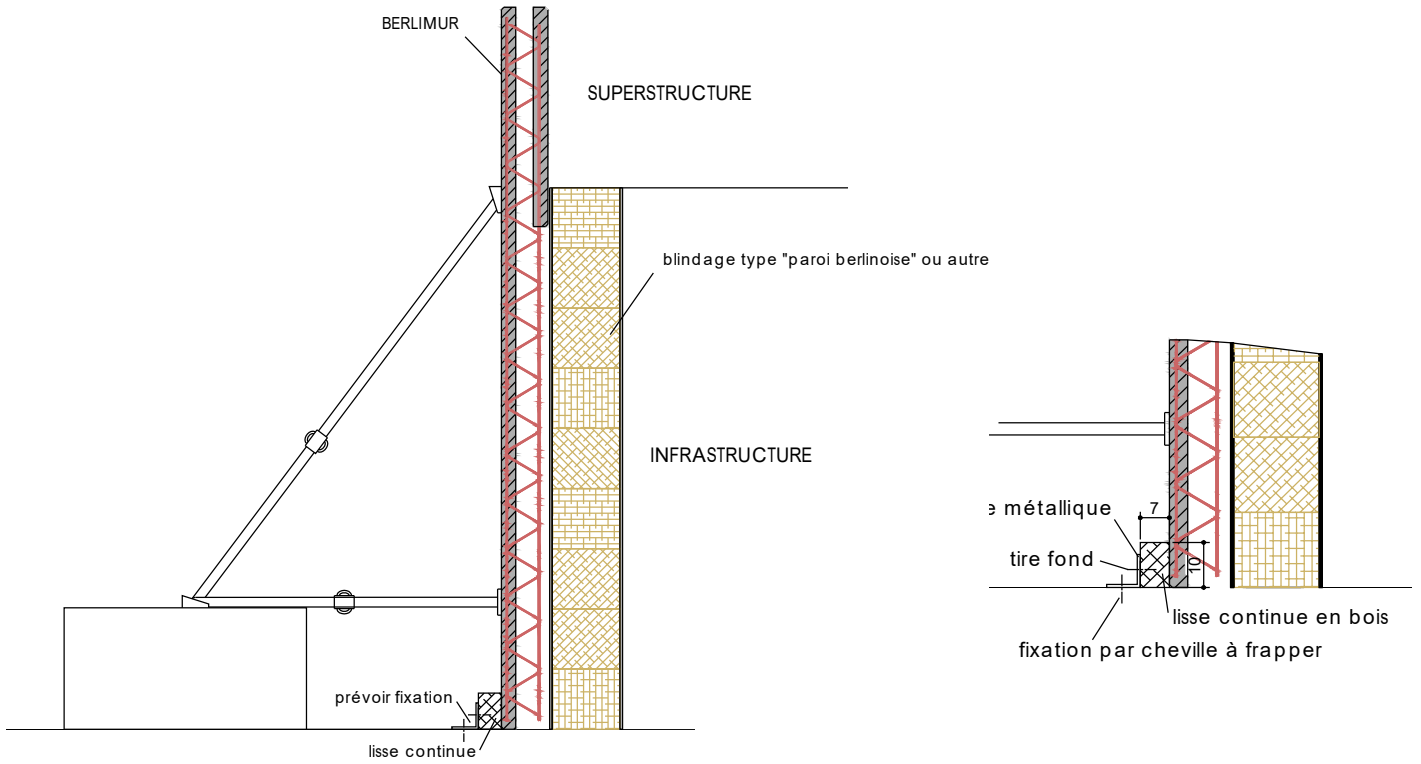 BERLIMUR
SUPERSTRUCTURE
blindage type "paroi berlinoise" ou autre
INFRASTRUCTURE
prévoir fixation
lisse continue
e métallique
7
tire fond
10
lisse continue en bois
fixation par cheville à frapper